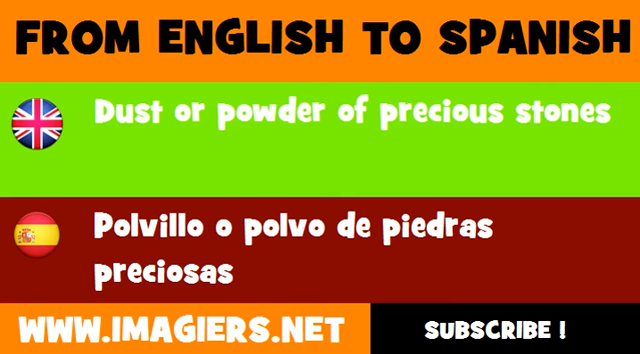 FROM ENGLISH TO SPANISH
Dust or powder of precious stones
Polvillo o polvo de piedras
preciosas
WWW.IMAGIERS.NET
SUBSCRIBE !